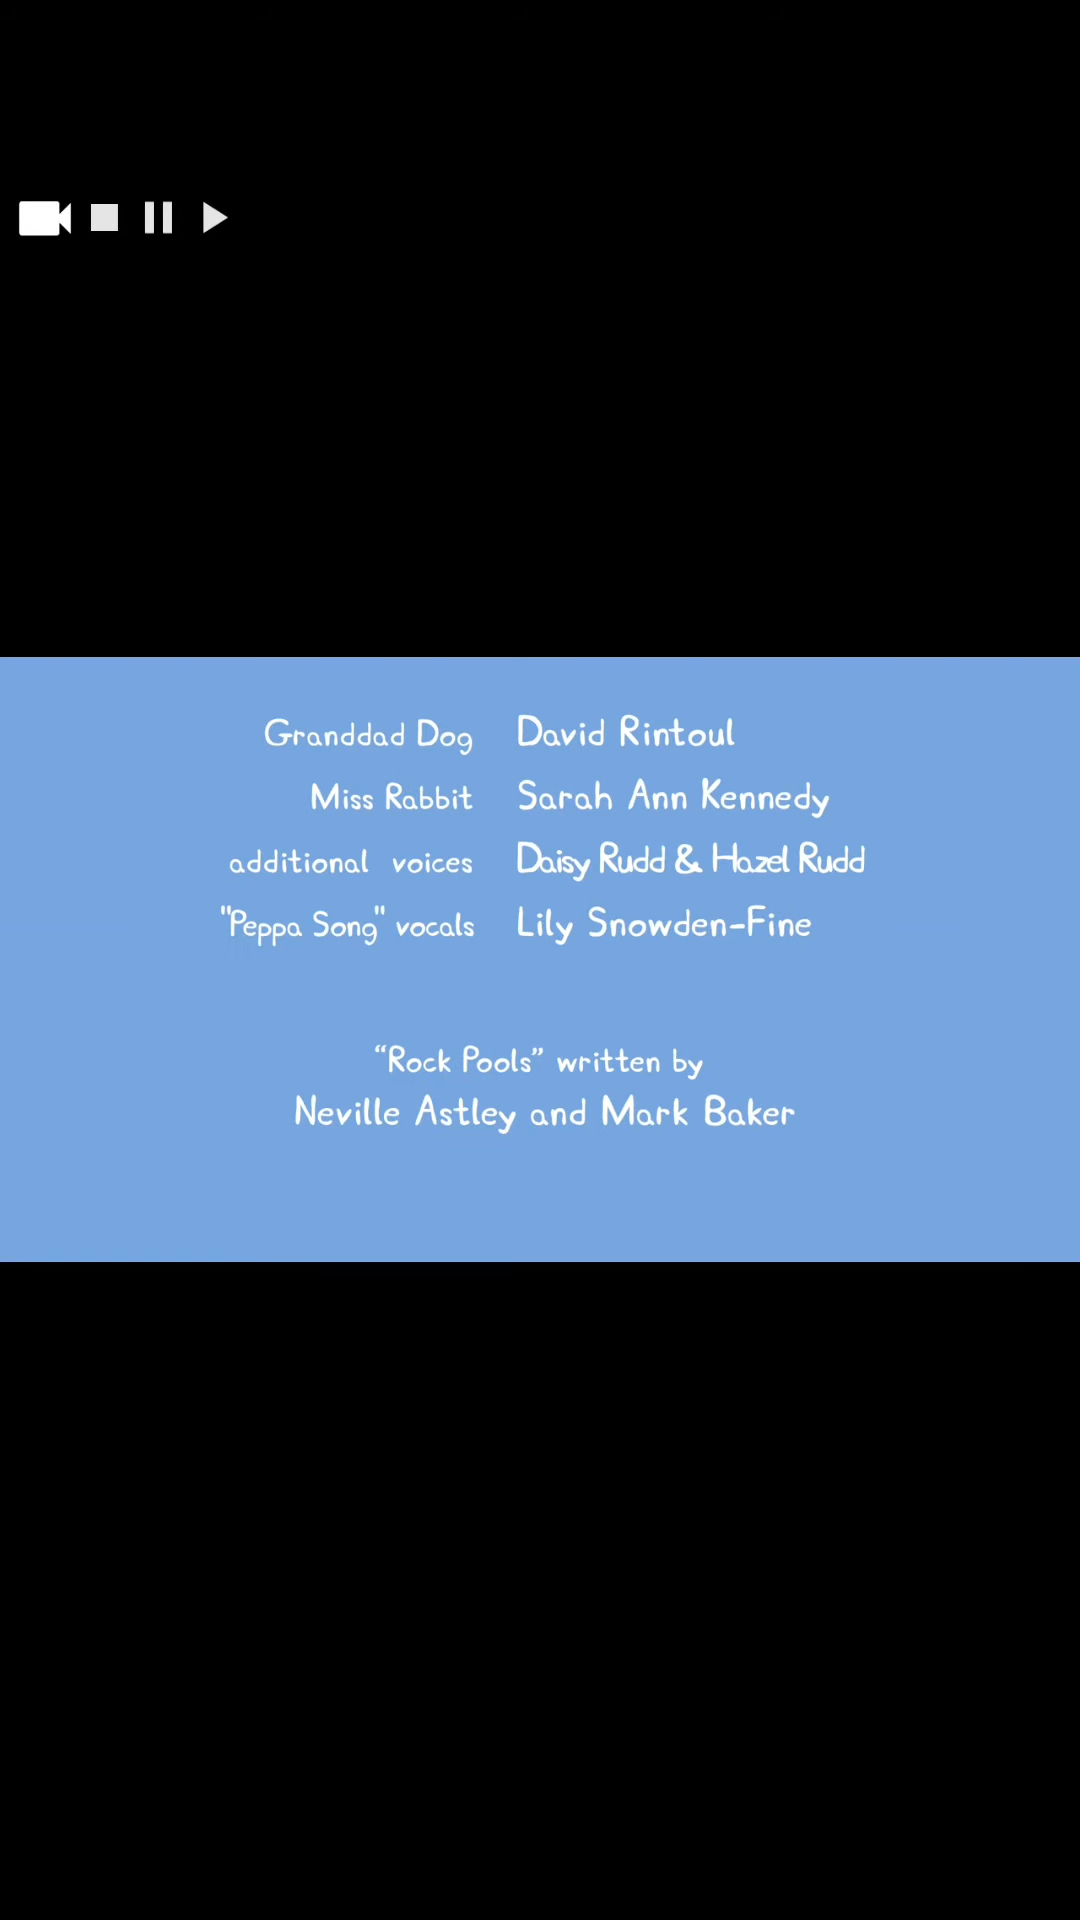 Granddad Dog David Rintoul
Miss Rabbit Sarah Ann Kennedy
additional voices Daisy Rudd & Hazel Rudd
"Peppa Song" vocals Lily Snowden-Fine
“Rock Pools” written by
Neville Astley and Mark Baker